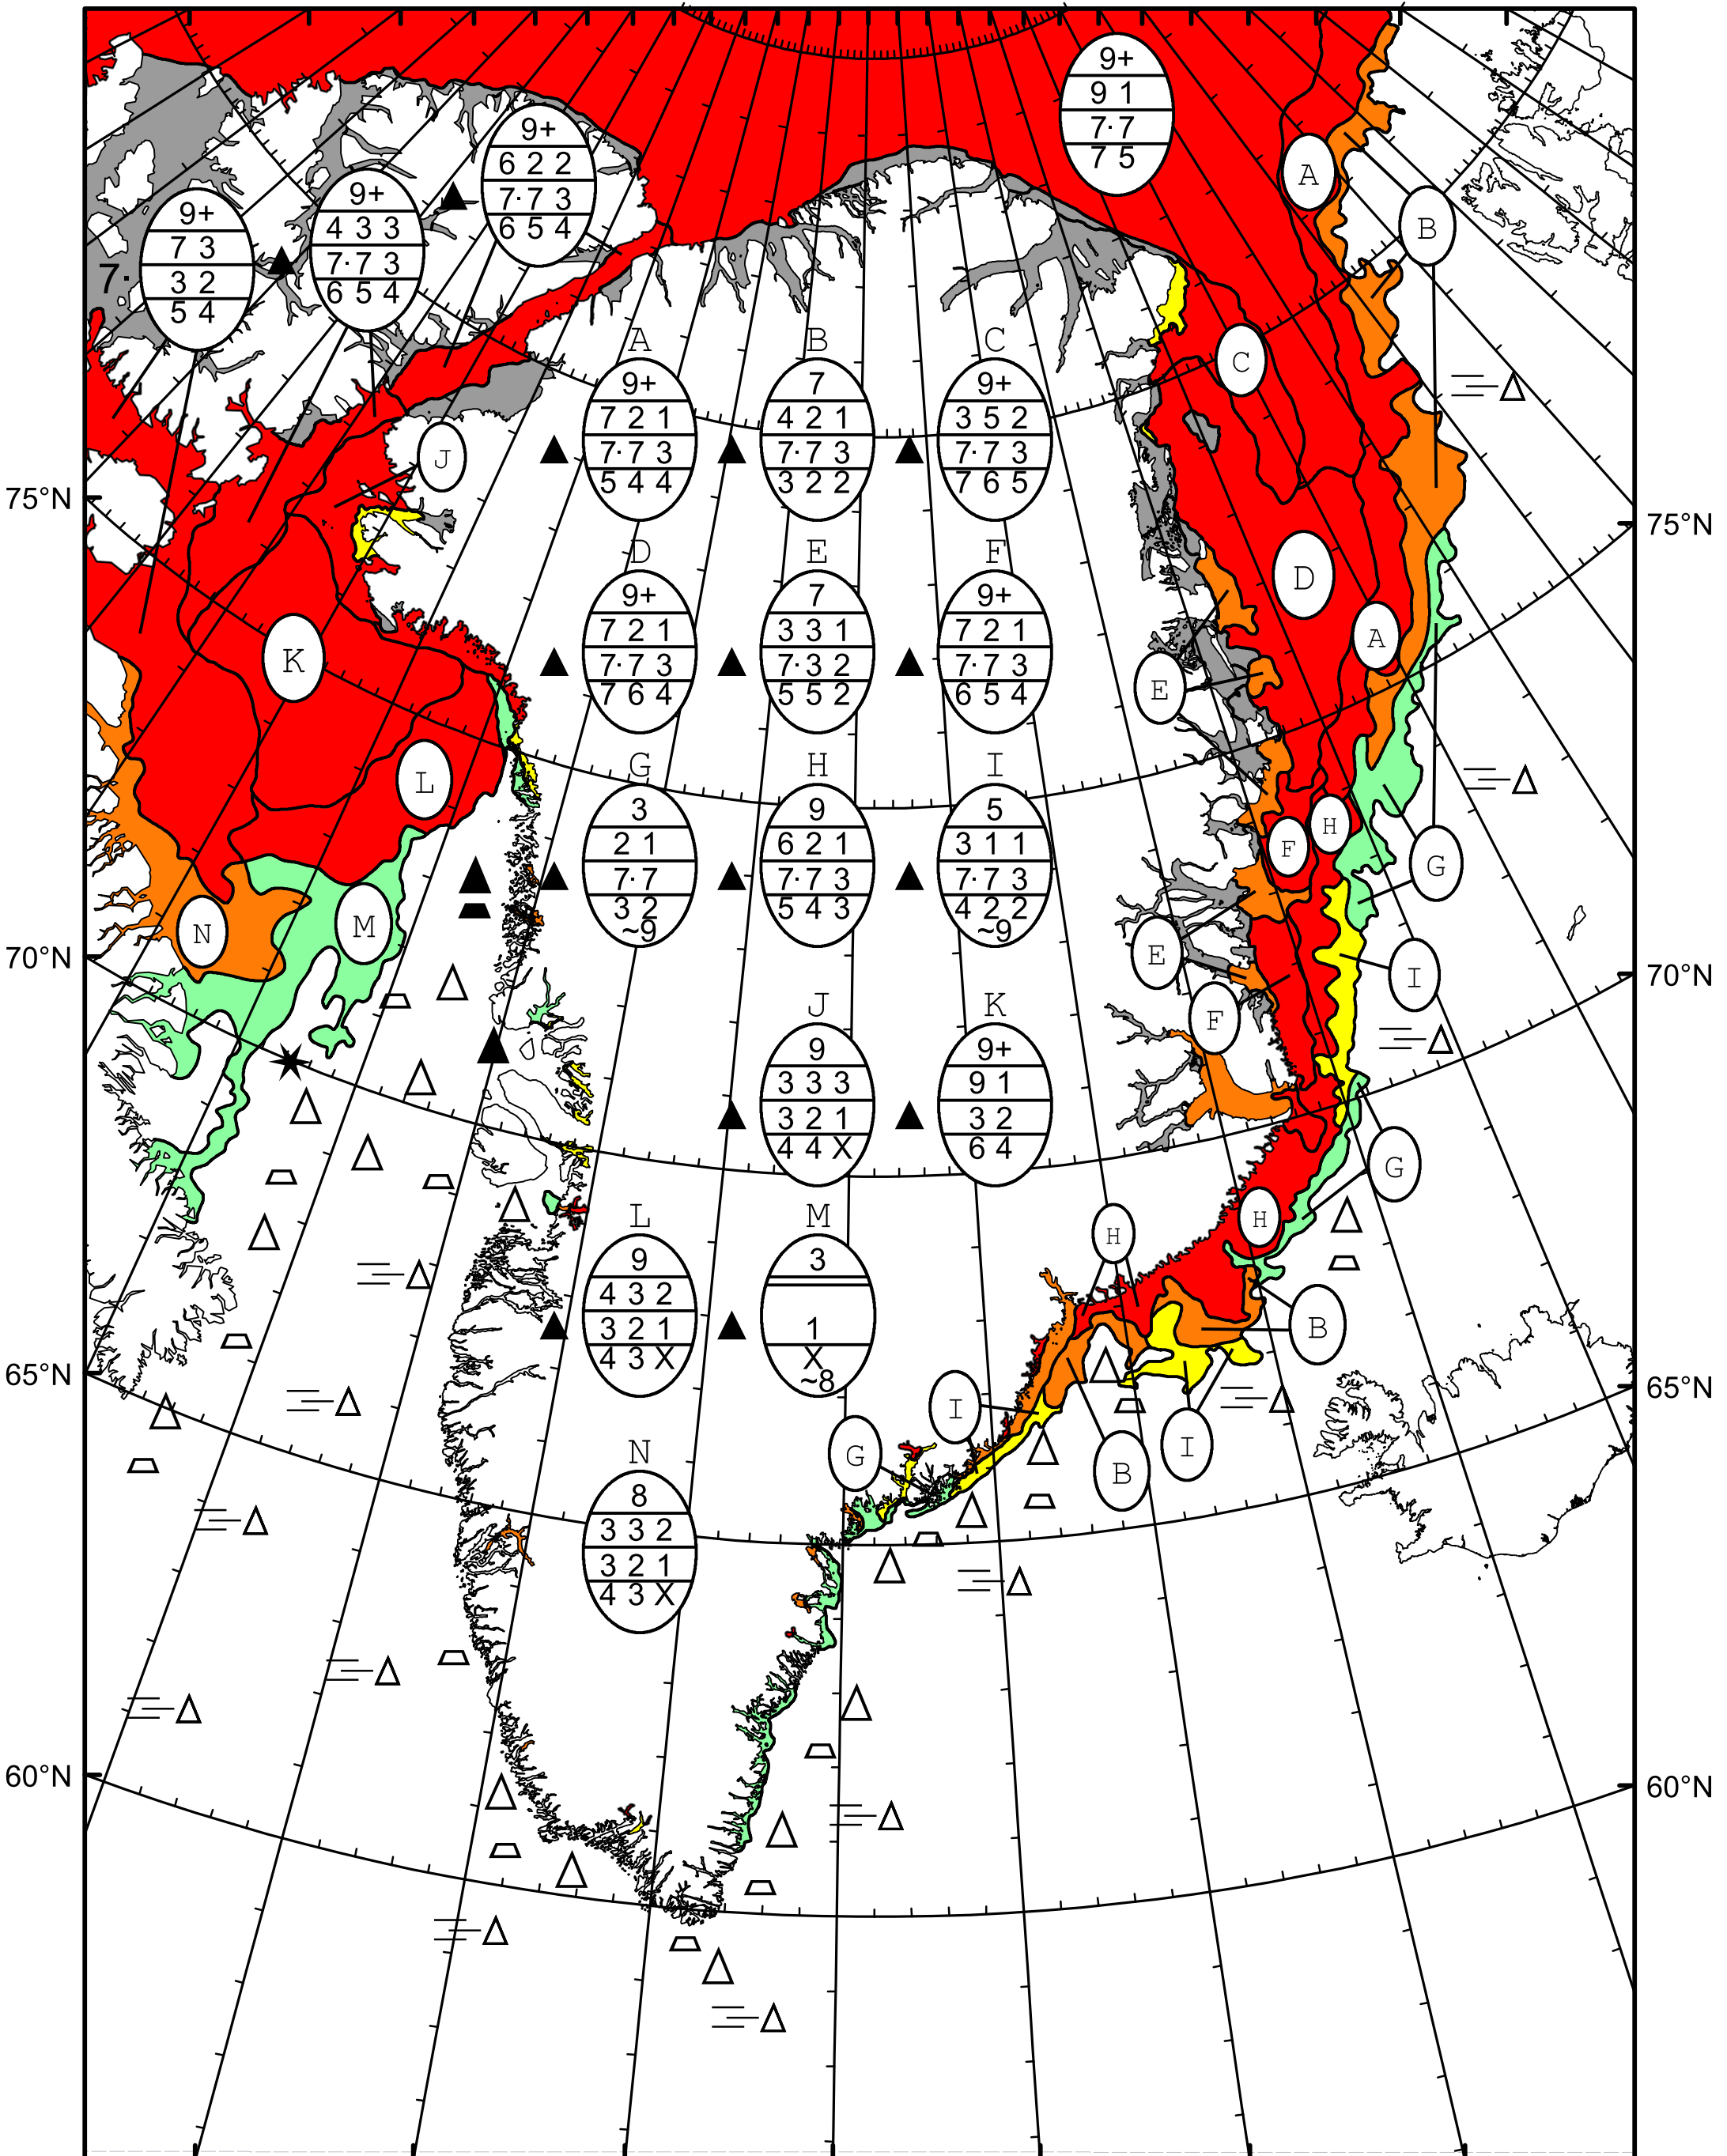 9+
9 1
7·7
7 5
9+
6 2 2
7·7 3
6 5 4
9+
4 3 3
7·7 3
6 5 4
9+
7 3
7· 3 2
5 4
A
B
A B C
9+ 7 9+
7 2 1 4 2 1 3 5 2
7·7 3 7·7 3 7·7 3
5 4 4 3 2 2 7 6 5
C
J
75°N 75°N
D E F
9+ 7 9+
7 2 1 3 3 1 7 2 1
7·7 3 7·3 2 7·7 3
7 6 4 5 5 2 6 5 4
D
A
K
E
G H I
3 9 5
2 1 6 2 1 3 1 1
7·7 7·7 3 7·7 3
3 2 5 4 3 4 2 2
~9 ~9
L
H
F
G
N M
E
I
70°N 70°N
F
J K
9 9+
3 3 3 9 1
3 2 1 3 2
4 4 X 6 4
G
H
H
L M
9 3
4 3 2
3 2 1 1
4 3 X X
~8
B
65°N 65°N
I
G
I
B
N
8
3 3 2
3 2 1
4 3 X
60°N 60°N